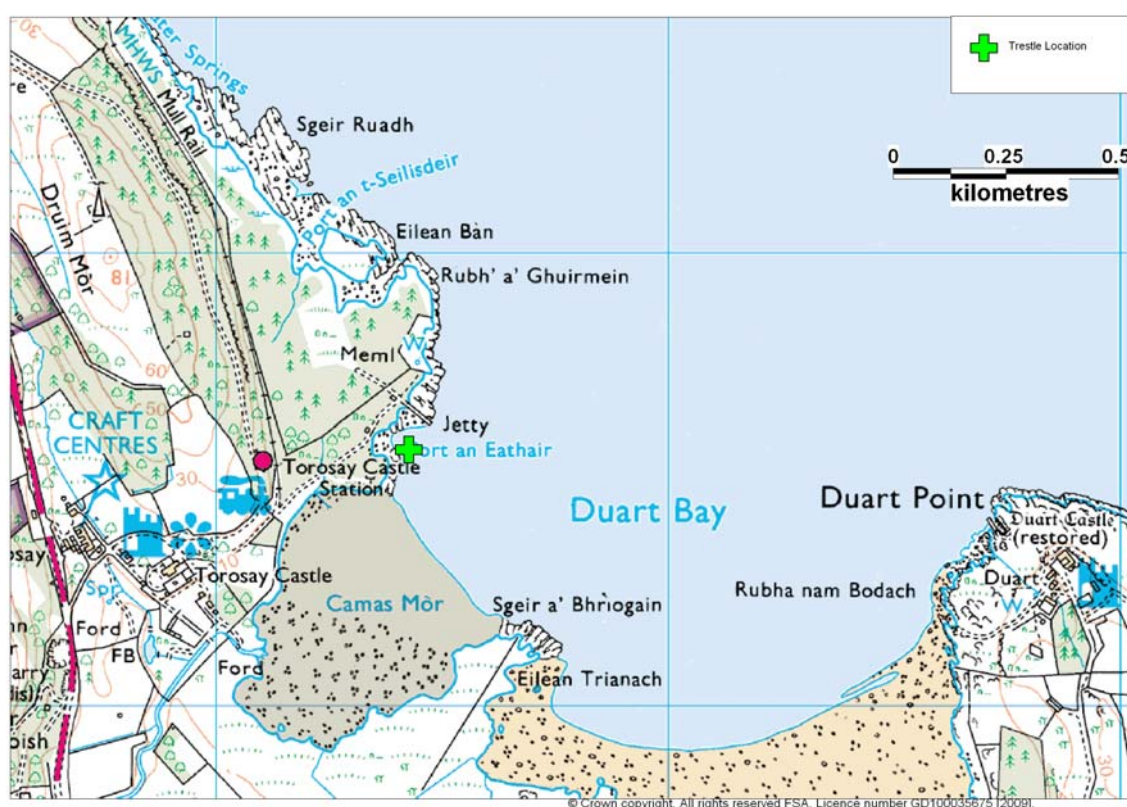 Trestle Location
0 0.25 0.5
kilometres
30
MHWS
Mull Rail
Springs
Sgeir Ruadh
Port an t-Seilisdeir
Eilean Bàn
Rubh' a' Ghuirmein
Druim Mòr
81
60
50
W
Meml
Jetty
ort an Eathair
CRAFT
CENTRES
30
Torosay Castle
Station
Duart Bay
Duart Point
Duart Castle
(restored)
Duart
W
Rubha nam Bodach
10
Torosay Castle
Spr
Camas Mòr
Sgeir a' Bhrìogain
Ford
FB
Ford
Eilean Trianach
© Crown copyright. All rights reserved FSA. Licence number GD100035675 [2009].